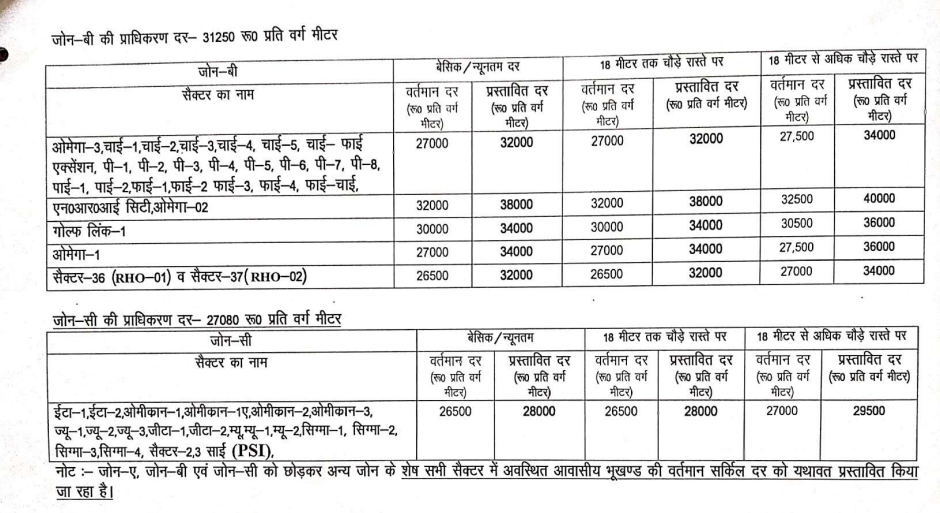 जोन–बी की प्राधिकरण दर– 31250 रू0 प्रति वर्ग मीटर
जोन–बी बेसिक/न्यूनतम दर 18 मीटर तक चौड़े रास्ते पर 18 मीटर से अधिक चौड़े रास्ते पर
सैक्टर का नाम वर्तमान दर प्रस्तावित दर वर्तमान दर प्रस्तावित दर वर्तमान दर प्रस्तावित दर
(रू0 प्रति वर्ग (रू0 प्रति वर्ग (रू0 प्रति वर्ग (रू0 प्रति वर्ग मीटर) (रू0 प्रति वर्ग (रू0 प्रति वर्ग
मीटर) मीटर) मीटर) मीटर) मीटर)
ओमेगा–3,चाई–1,चाई–2,चाई–3,चाई–4, चाई–5, चाई– फाई 27000 32000 27000 32000 27,500 34000
एक्सेंशन, पी–1, पी–2, पी–3, पी–4, पी–5, पी–6, पी–7, पी–8,
पाई–1, पाई–2,फाई–1,फाई–2 फाई–3, फाई–4, फाई–चाई,
एन0आर0आई सिटी,ओमेगा–02 32000 38000 32000 38000 32500 40000
गोल्फ लिंक–1 30000 34000 30000 34000 30500 36000
ओमेगा–1 27000 34000 27000 34000 27,500 36000
सैक्टर–36 (RHO–01) व सैक्टर–37(RHO–02) 26500 32000 26500 32000 27000 34000
जोन–सी की प्राधिकरण दर– 27080 रू0 प्रति वर्ग मीटर
जोन–सी बेसिक/न्यूनतम 18 मीटर तक चौड़े रास्ते पर 18 मीटर से अधिक चौड़े रास्ते पर
सैक्टर का नाम वर्तमान दर प्रस्तावित दर वर्तमान दर प्रस्तावित दर वर्तमान दर प्रस्तावित दर
(रू0 प्रति वर्ग (रू0 प्रति वर्ग (रू0 प्रति वर्ग (रू0 प्रति वर्ग (रू0 प्रति वर्ग (रू0 प्रति वर्ग मीटर)
मीटर) मीटर) मीटर) मीटर) मीटर)
ईटा–1,ईटा–2,ओमीकान–1,ओमीकान–1ए,ओमीकान–2,ओमीकान–3, 26500 28000 26500 28000 27000 29500
ज्यू–1,ज्यू–2,ज्यू–3,जीटा–1,जीटा–2,म्यू,म्यू–1,म्यू–2,सिग्मा–1, सिग्मा–2,
सिग्मा–3,सिग्मा–4, सैक्टर–2,3 साई (PSI),
नोट :– जोन–ए, जोन–बी एवं जोन–सी को छोड़कर अन्य जोन के शेष सभी सैक्टर में अवस्थित आवासीय भूखण्ड की वर्तमान सर्किल दर को यथावत प्रस्तावित किया
जा रहा है।